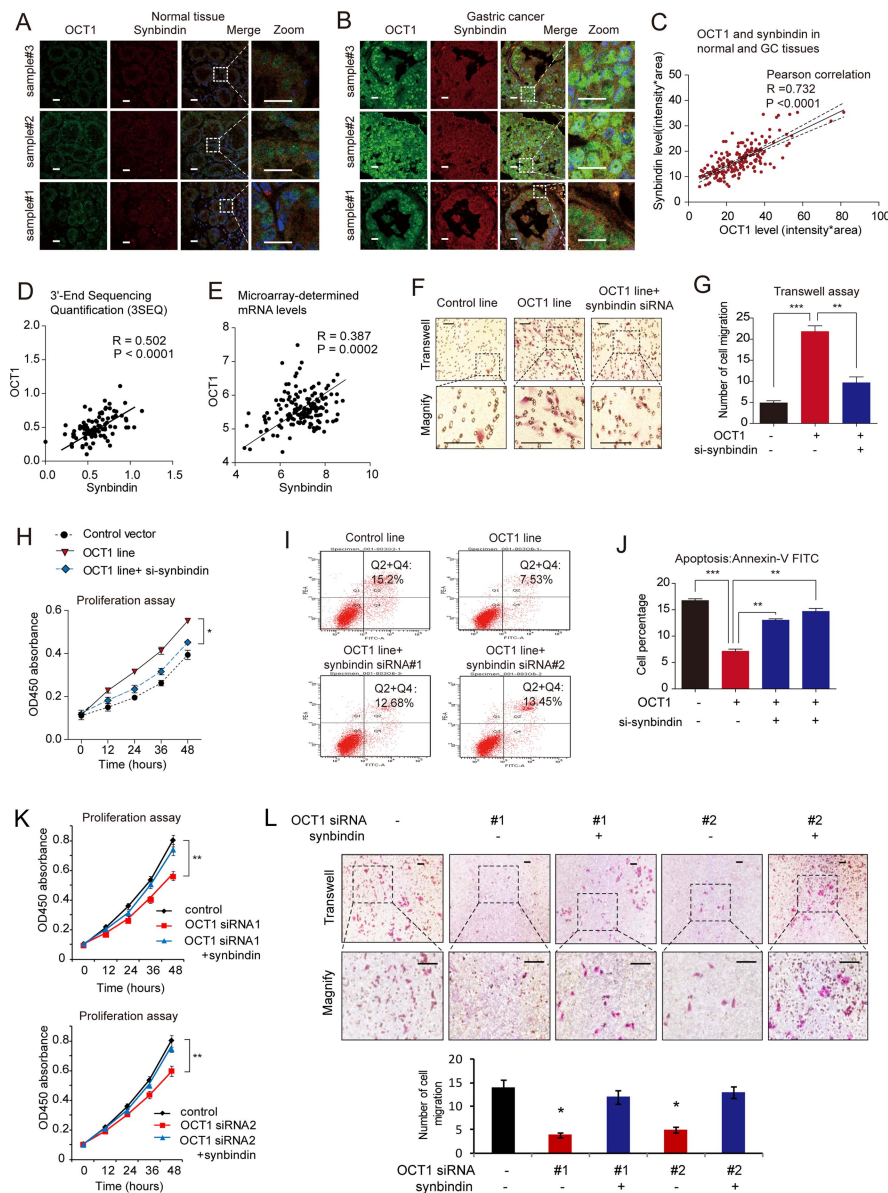 A
Normal tissue
OCT1 Synbindin Merge Zoom
sample#3
sample#2
sample#1
B
Gastric cancer
OCT1 Synbindin Merge Zoom
sample#3
sample#2
sample#1
C
OCT1 and synbindin in
normal and GC tissues
Pearson correlation
R =0.732
P <0.0001
Synbindin level(intensity*area)
50
40
30
20
10
0
0 20 40 60 80 100
OCT1 level (intensity*area)
D
3'-End Sequencing
Quantification (3SEQ)
R = 0.502
P < 0.0001
OCT1
2.0
1.5
1.0
0.5
0.0
0.0 0.5 1.0 1.5
Synbindin
E
Microarray-determined
mRNA levels
R = 0.387
P = 0.0002
OCT1
8
7
6
5
4
4 6 8 10
Synbindin
F
Control line
OCT1 line
OCT1 line+
synbindin siRNA
Transwell
Magnify
G
Transwell assay
*** **
Number of cell migration
25
20
15
10
5
0
OCT1 - + +
si-synbindin - - +
H
Control vector
OCT1 line
OCT1 line+ si-synbindin
Proliferation assay
*
OD450 absorbance
0.6
0.4
0.2
0.0
0 12 24 36 48
Time (hours)
I
Control line
OCT1 line
Q2+Q4:
15.2%
Q2+Q4:
7.53%
Q1 Q2
FITC-A
OCT1 line+
synbindin siRNA#1
OCT1 line+
synbindin siRNA#2
Q2+Q4:
12.68%
Q2+Q4:
13.45%
FITC-A
J
Apoptosis:Annexin-V FITC
*** **
**
Cell percentage
20
15
10
5
0
OCT1 - + + +
si-synbindin - - + +
K
Proliferation assay
**
OD450 absorbance
0.8
0.6
0.4
0.2
0
control
OCT1 siRNA1
OCT1 siRNA1
+synbindin
0 12 24 36 48
Time (hours)
Proliferation assay
**
OD450 absorbance
0.8
0.6
0.4
0.2
0
control
OCT1 siRNA2
OCT1 siRNA2
+synbindin
0 12 24 36 48
Time (hours)
L
OCT1 siRNA - #1 #1 #2 #2
synbindin - + - +
Transwell
Magnify
Number of cell
migration
20
15
10
5
0
* *
OCT1 siRNA - #1 #1 #2 #2
synbindin - - + - +